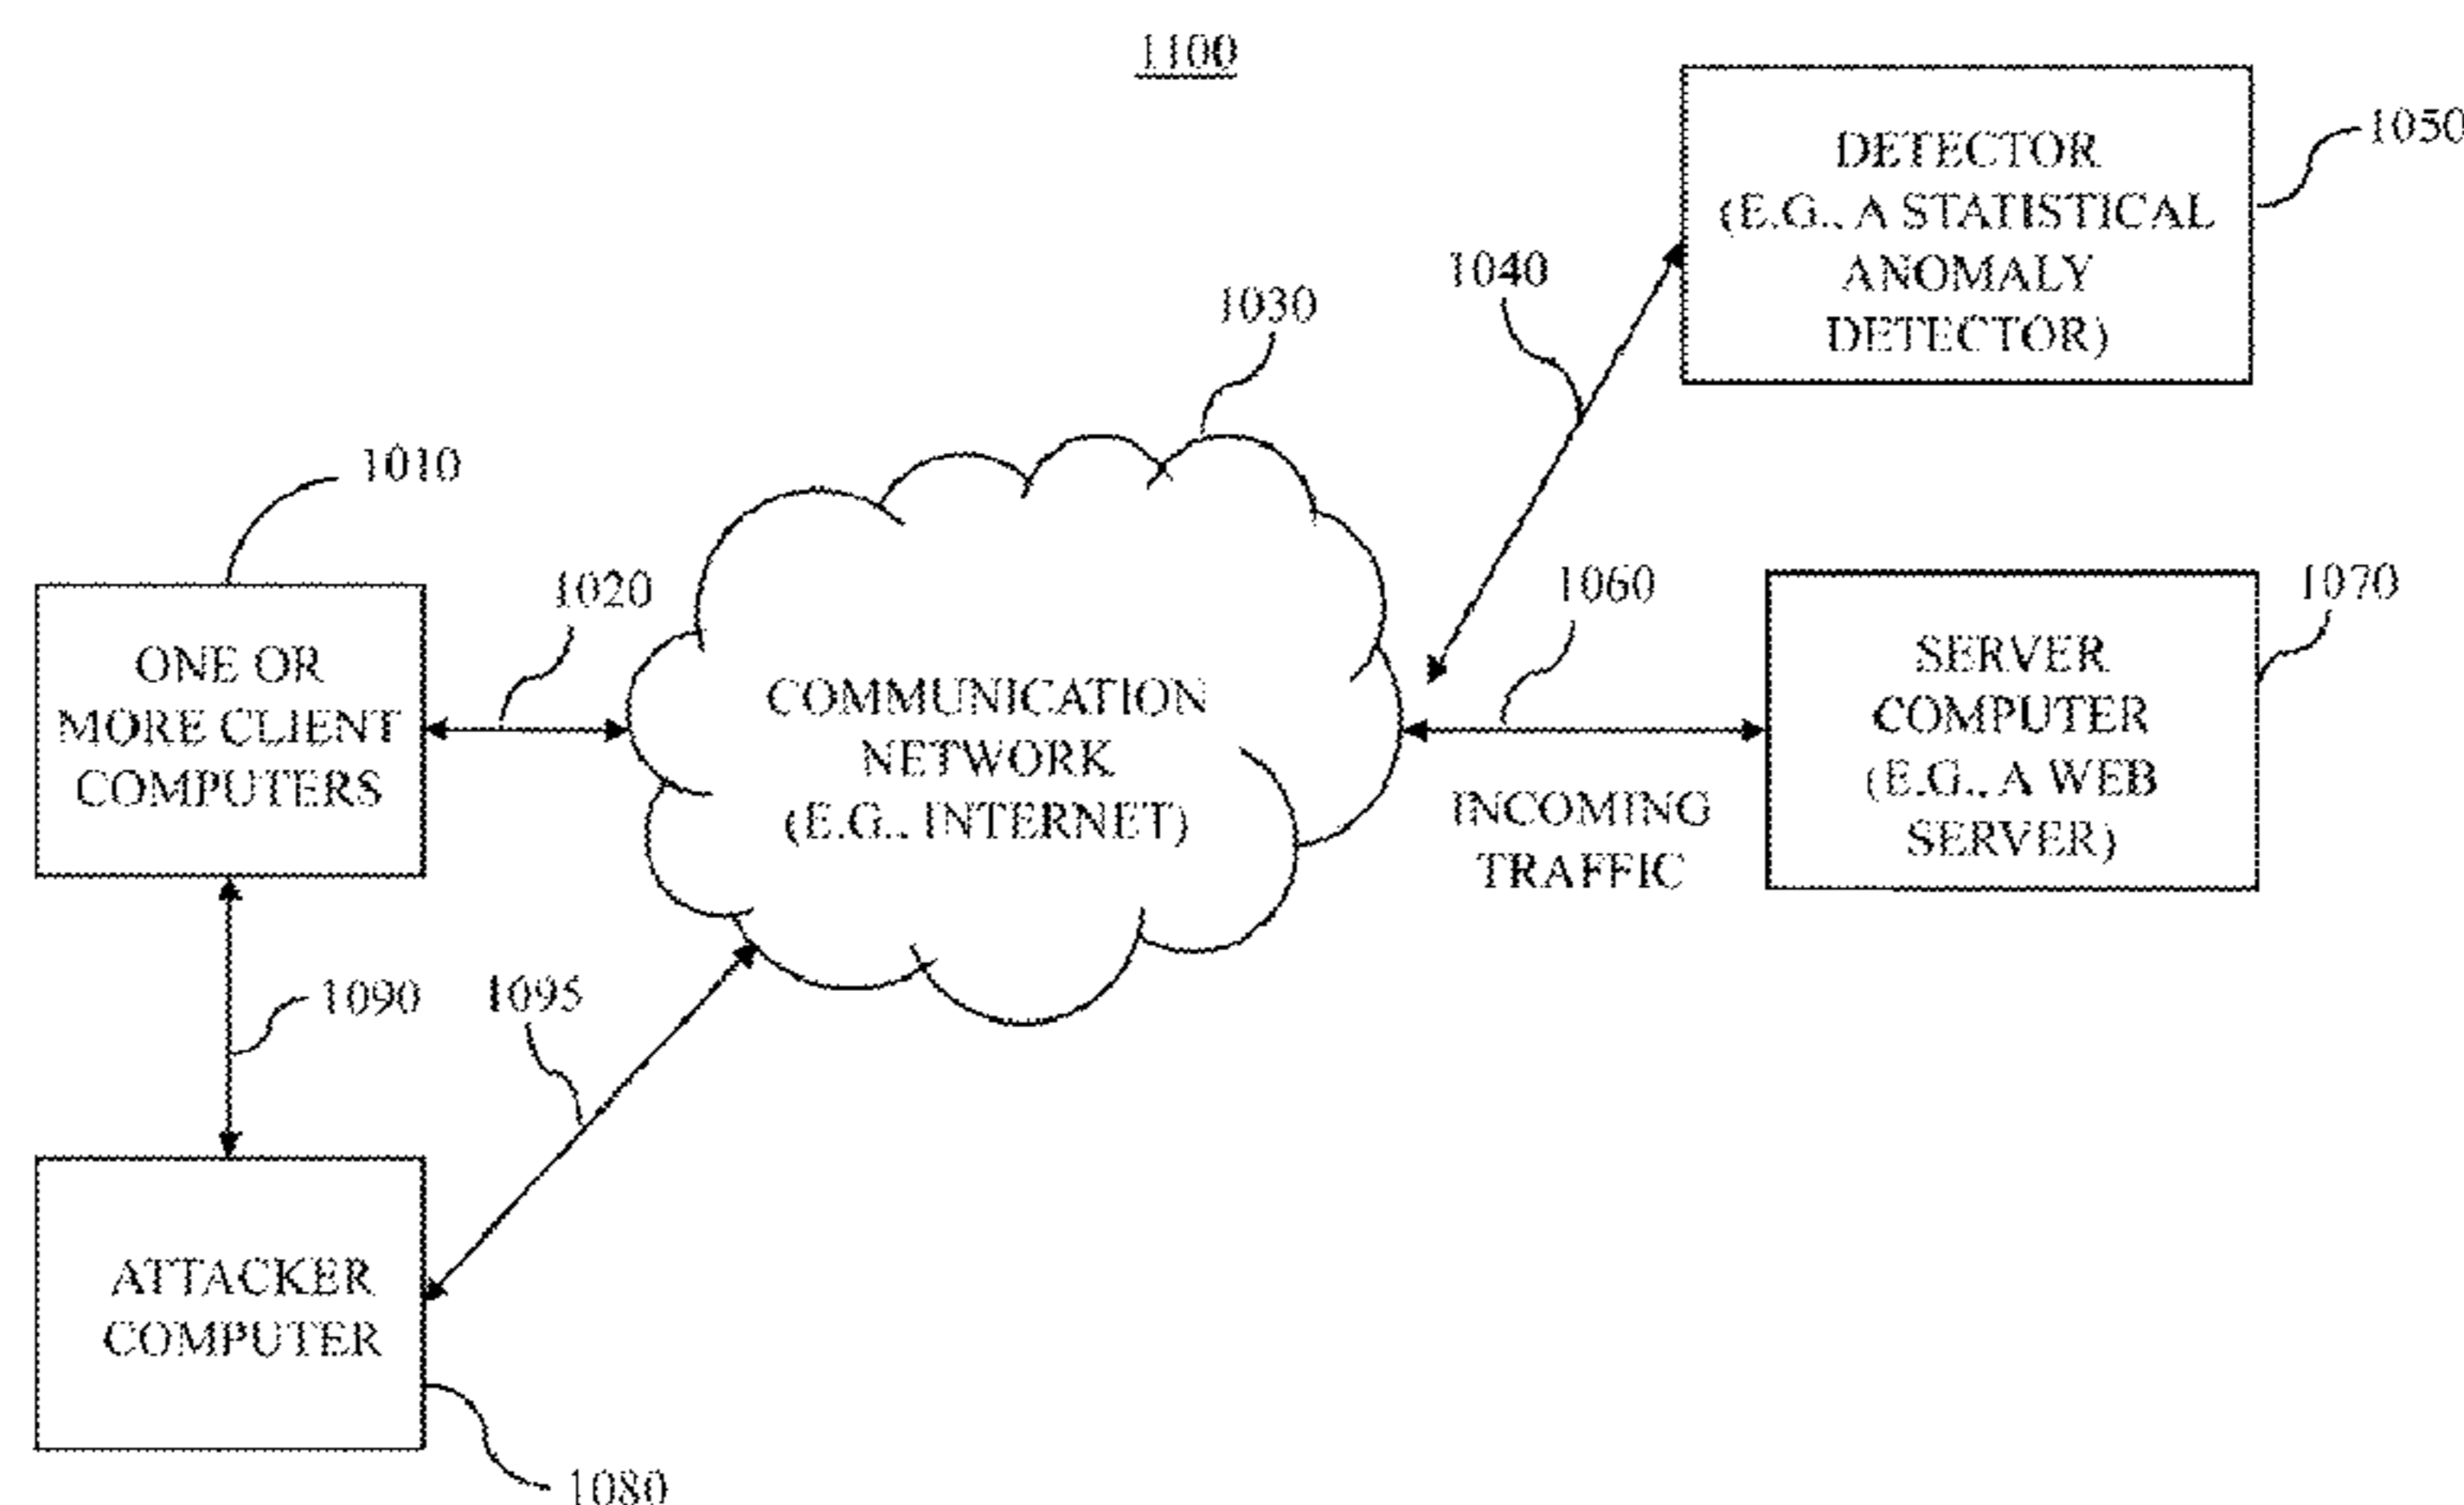 1100
DETECTOR
(E.G., A STATISTICAL
ANOMALY
DETECTOR)
1050
1040
1030
1010
1020
ONE OR
MORE CLIENT
COMPUTERS
COMMUNICATION
NETWORK
(E.G., INTERNET)
1060
INCOMING
TRAFFIC
SERVER
COMPUTER
(E.G., A WEB
SERVER)
1070
1090
1095
ATTACKER
COMPUTER
1080